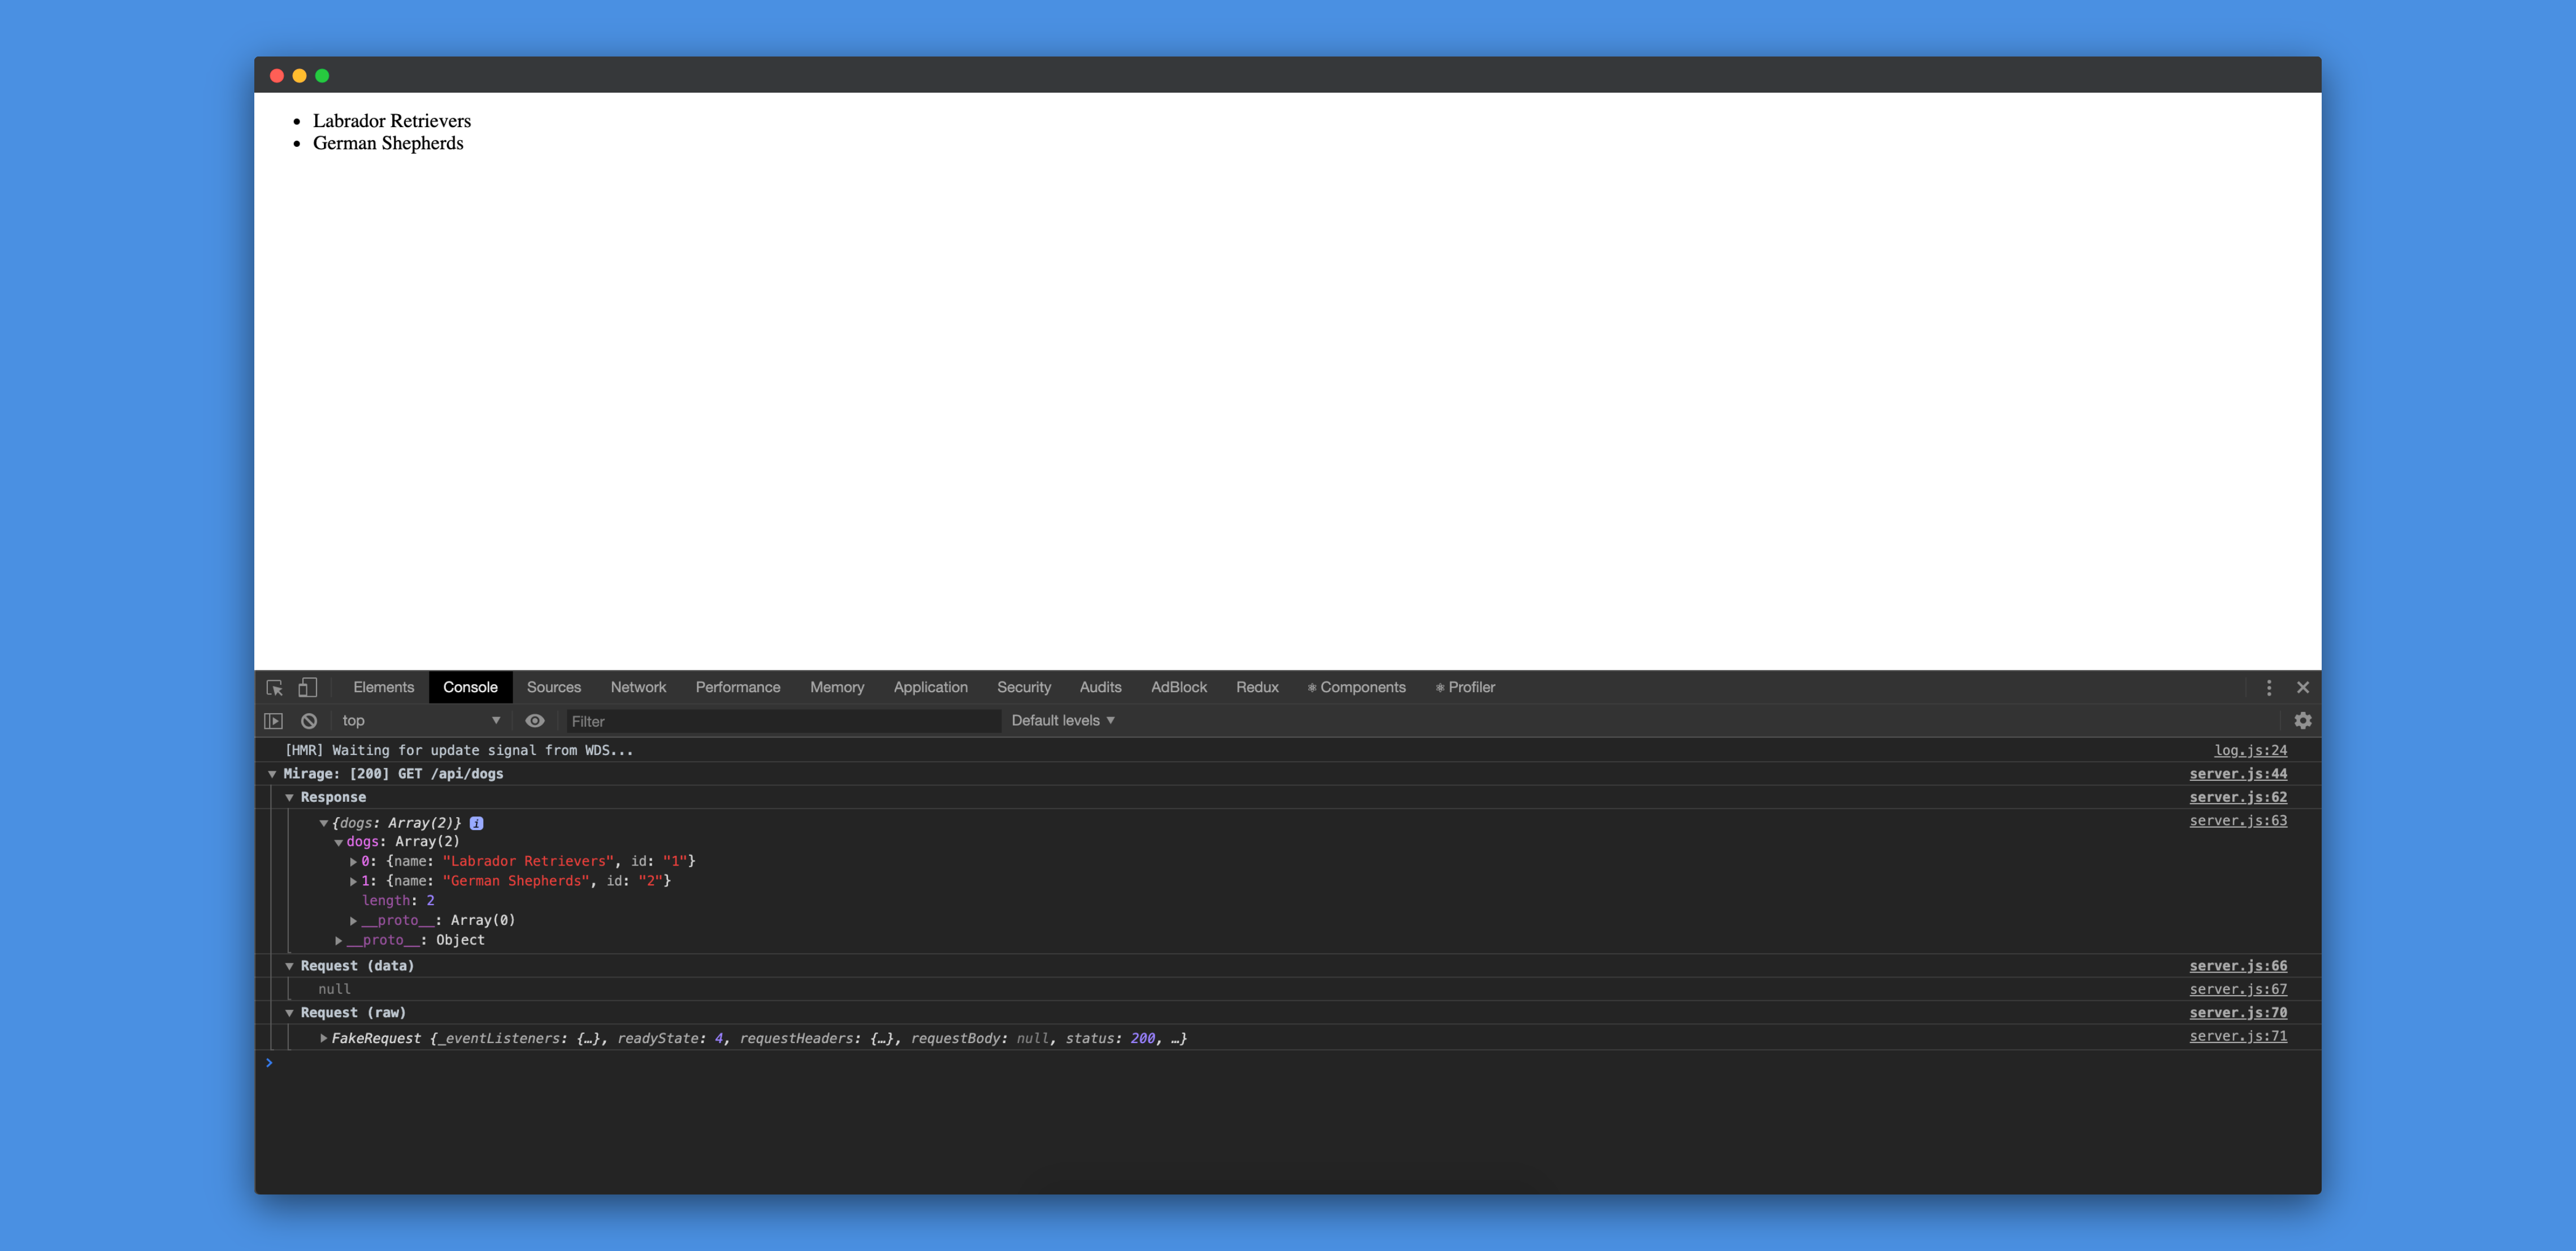 Labrador Retrievers
German Shepherds
Elements Console Sources Network Performance Memory Application Security Audits AdBlock Redux ⚛ Components ⚛ Profiler
top Filter Default levels
[HMR] Waiting for update signal from WDS... log.js:24
Mirage: [200] GET /api/dogs server.js:44
Response server.js:62
{dogs: Array(2)} i server.js:63
dogs: Array(2)
0: {name: "Labrador Retrievers", id: "1"}
1: {name: "German Shepherds", id: "2"}
length: 2
__proto__: Array(0)
__proto__: Object
Request (data) server.js:66
null server.js:67
Request (raw) server.js:70
FakeRequest {_eventListeners: {…}, readyState: 4, requestHeaders: {…}, requestBody: null, status: 200, …} server.js:71